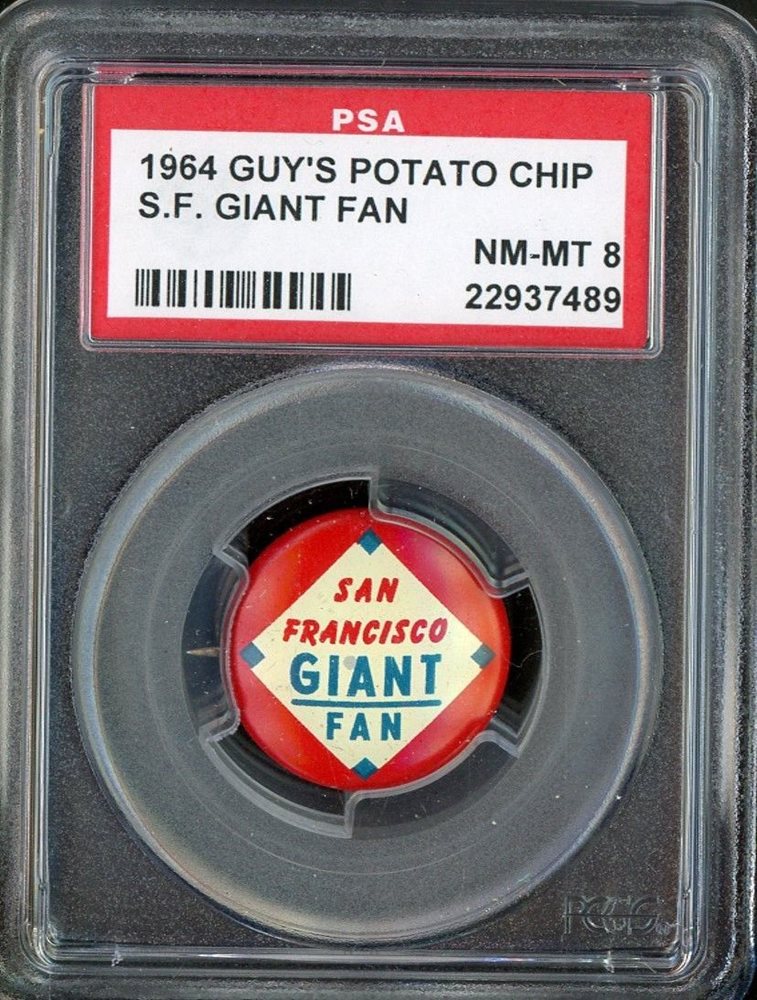 PSA
1964 GUY'S POTATO CHIP
S.F. GIANT FAN
NM-MT 8
22937489
SAN
FRANCISCO
GIANT
FAN